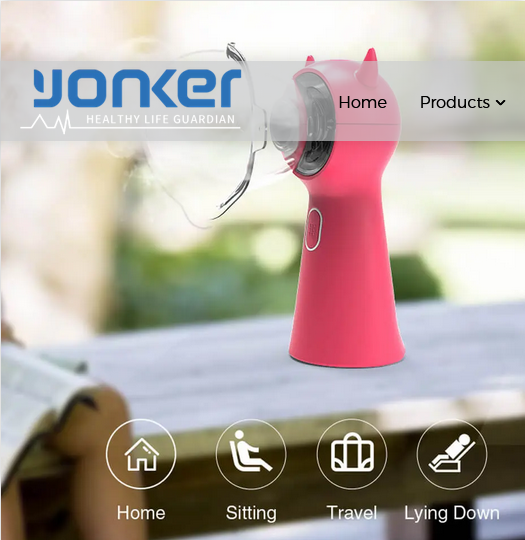 yonker
HEALTHY LIFE GUARDIAN
Home Products
Home Sitting Travel Lying Down